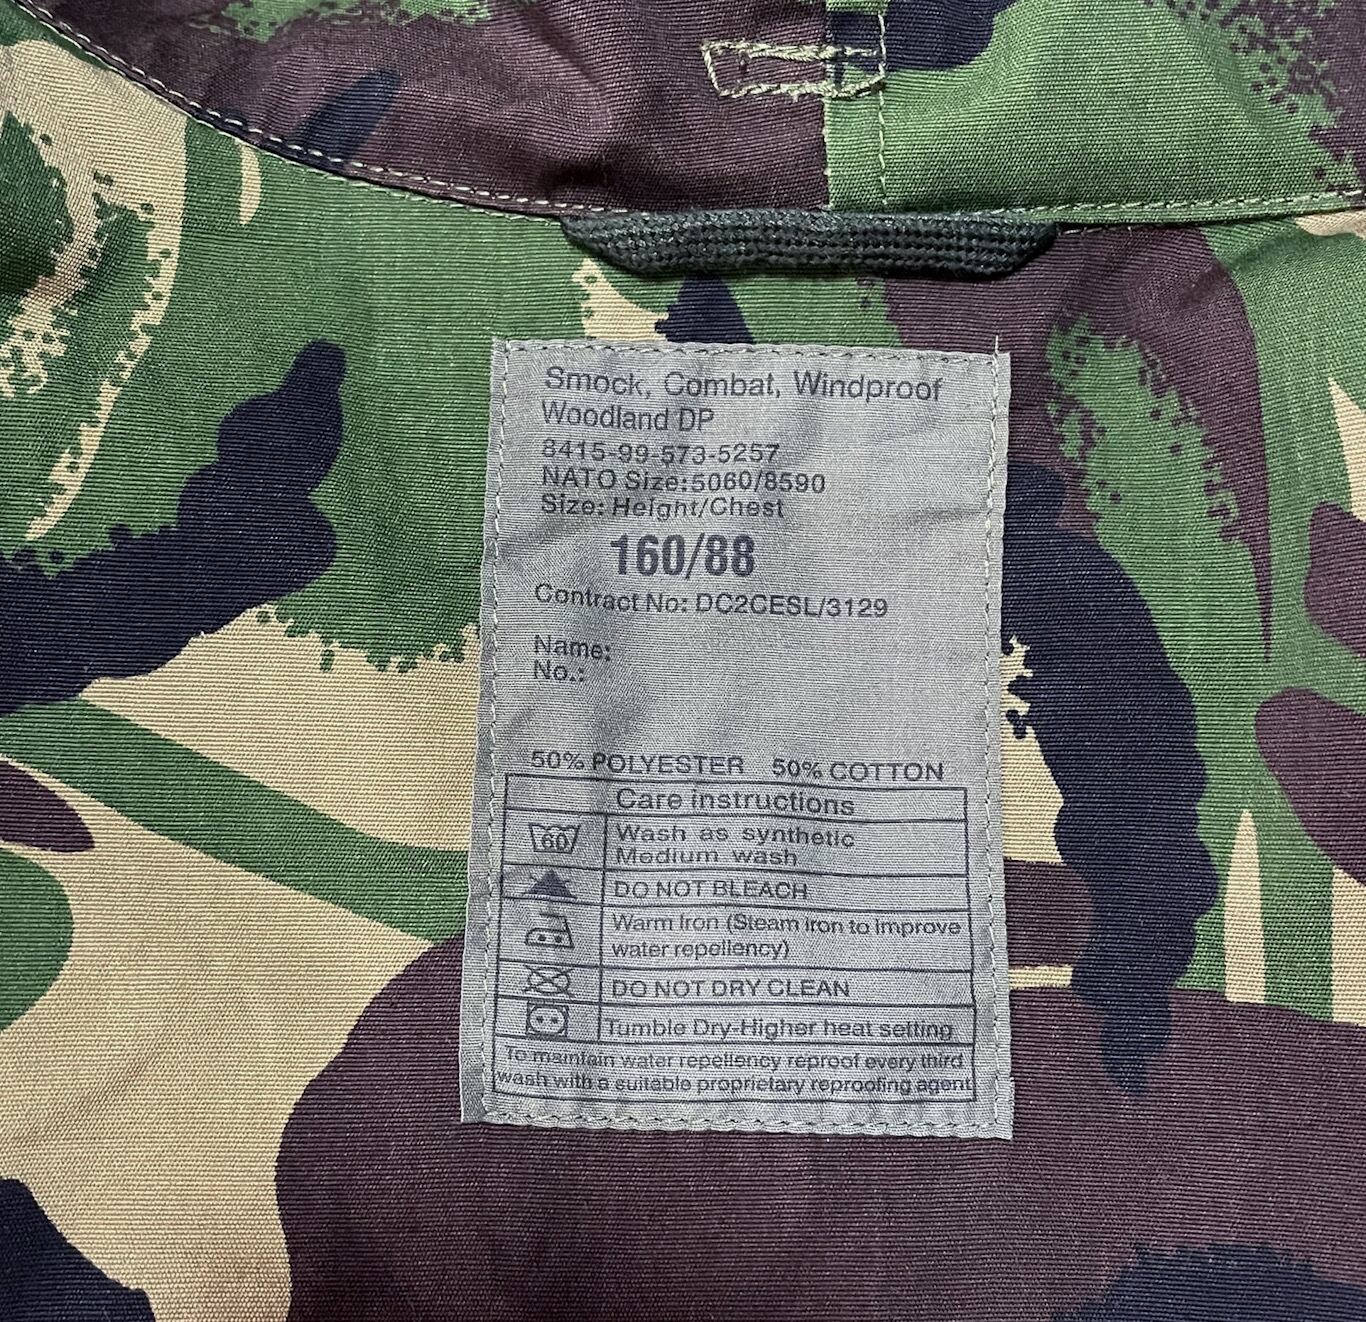 Smock, Combat, Windproof
Woodland DP
8415-99-573-5257
NATO Size:5060/8590
Size: Height/Chest
160/88
Contract No: DC2CESL/3129
Name:
No.:
50% POLYESTER 50% COTTON
Care instructions
60 Wash as synthetic
Medium wash
DO NOT BLEACH
Warm Iron (Steam iron to improve
water repellency)
DO NOT DRY CLEAN
Tumble Dry-Higher heat setting
To maintain water repellency reproof every third
wash with a suitable proprietary reproofing agent